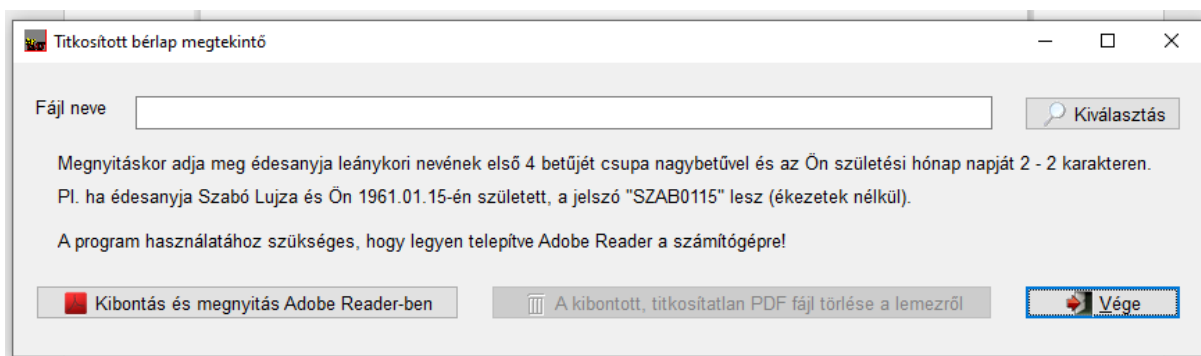 Titkosított bérlap megtekintő
Fájl neve
Kiválasztás
Megnyitáskor adja meg édesanyja leánykori nevének első 4 betűjét csupa nagybetűvel és az Ön születési hónap napját 2 - 2 karakteren.
Pl. ha édesanyja Szabó Lujza és Ön 1961.01.15-én született, a jelszó "SZAB0115" lesz (ékezetek nélkül).
A program használatához szükséges, hogy legyen telepítve Adobe Reader a számítógépre!
Kibontás és megnyitás Adobe Reader-ben
A kibontott, titkosítatlan PDF fájl törlése a lemezről
Vége